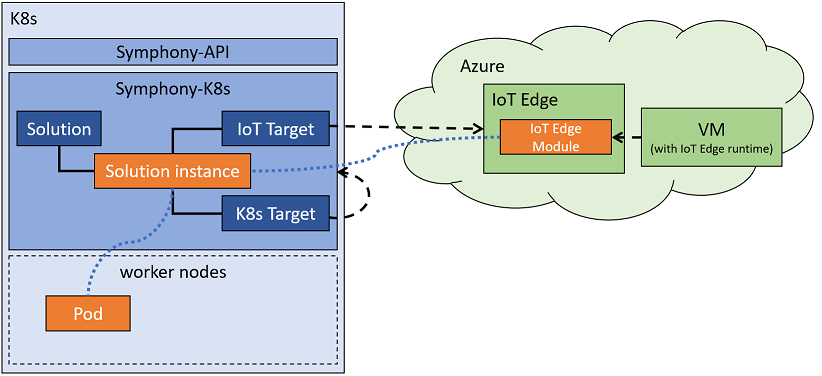 K8s
Symphony-API
Symphony-K8s
Solution
IoT Target
Solution instance
K8s Target
worker nodes
Pod
Azure
IoT Edge
IoT Edge
Module
VM
(with IoT Edge runtime)